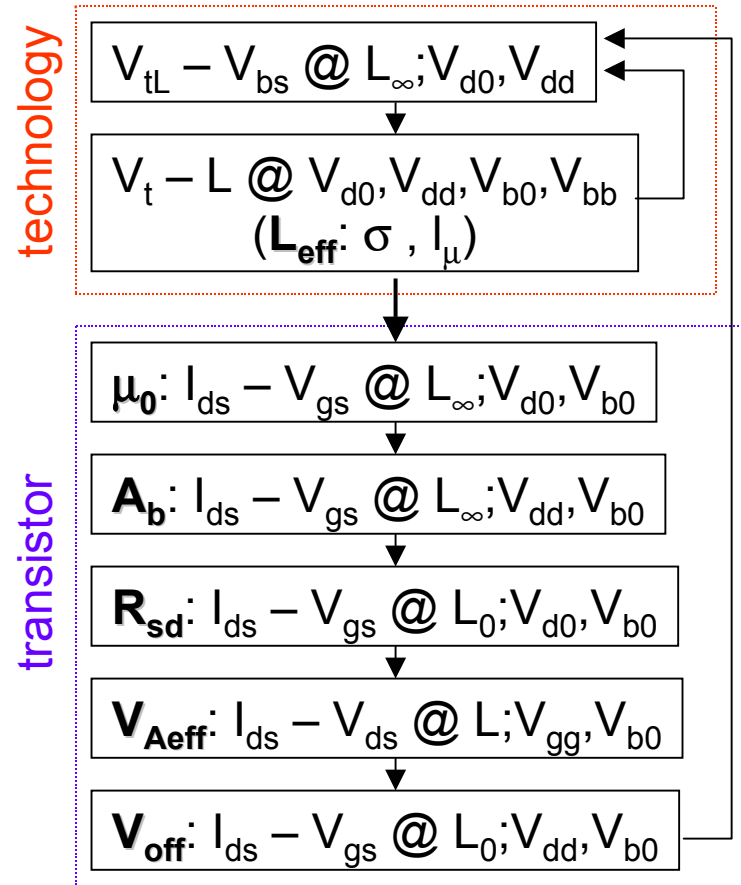 technology
V_tL – V_bs @ L_∞;V_d0,V_dd
V_t – L @ V_d0,V_dd,V_b0,V_bb
(L_eff: σ , l_μ)
transistor
μ_0: I_ds – V_gs @ L_∞;V_d0,V_b0
A_b: I_ds – V_gs @ L_∞;V_dd,V_b0
R_sd: I_ds – V_gs @ L_0;V_d0,V_b0
V_Aeff: I_ds – V_ds @ L;V_gg,V_b0
V_off: I_ds – V_gs @ L_0;V_dd,V_b0